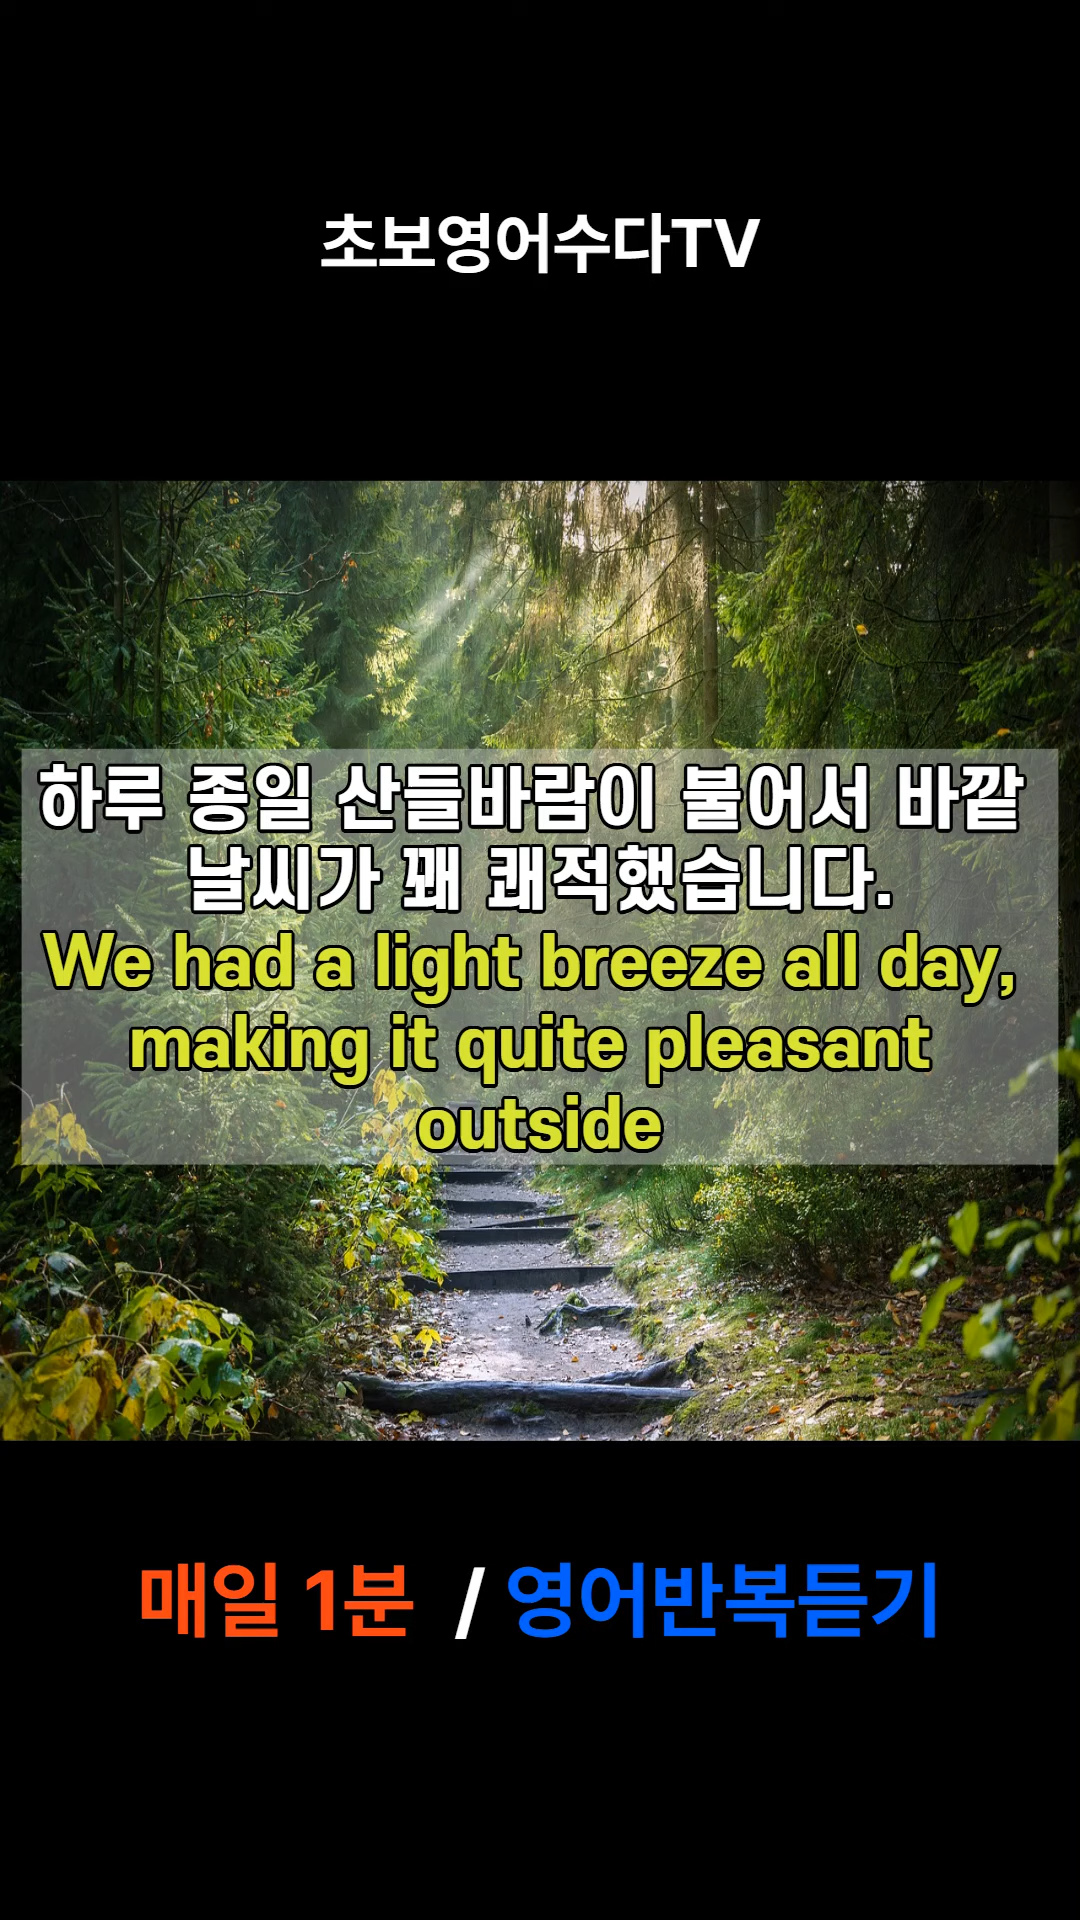 초보영어수다TV
하루 종일 산들바람이 불어서 바깥
날씨가 꽤 쾌적했습니다.
We had a light breeze all day,
making it quite pleasant
outside
매일 1분 / 영어반복듣기